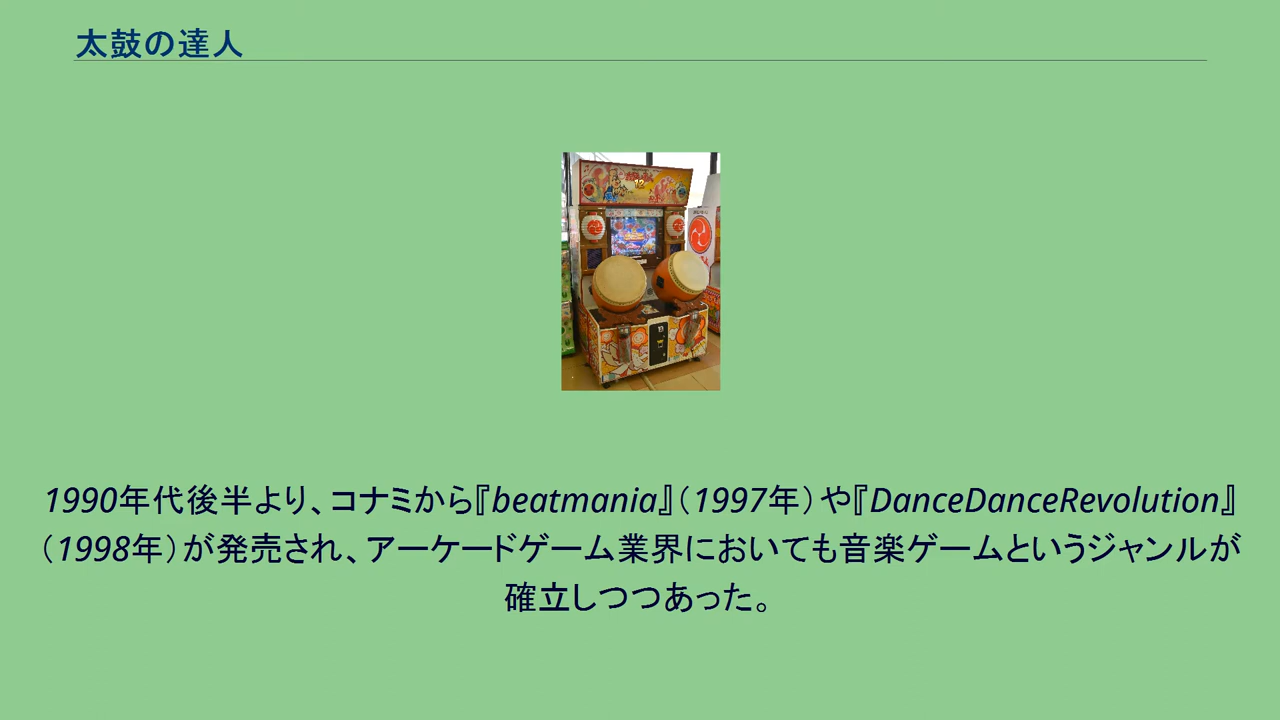 太鼓の達人
1990年代後半より、コナミから『beatmania』（1997年）や『DanceDanceRevolution』
（1998年）が発売され、アーケードゲーム業界においても音楽ゲームというジャンルが
確立しつつあった。